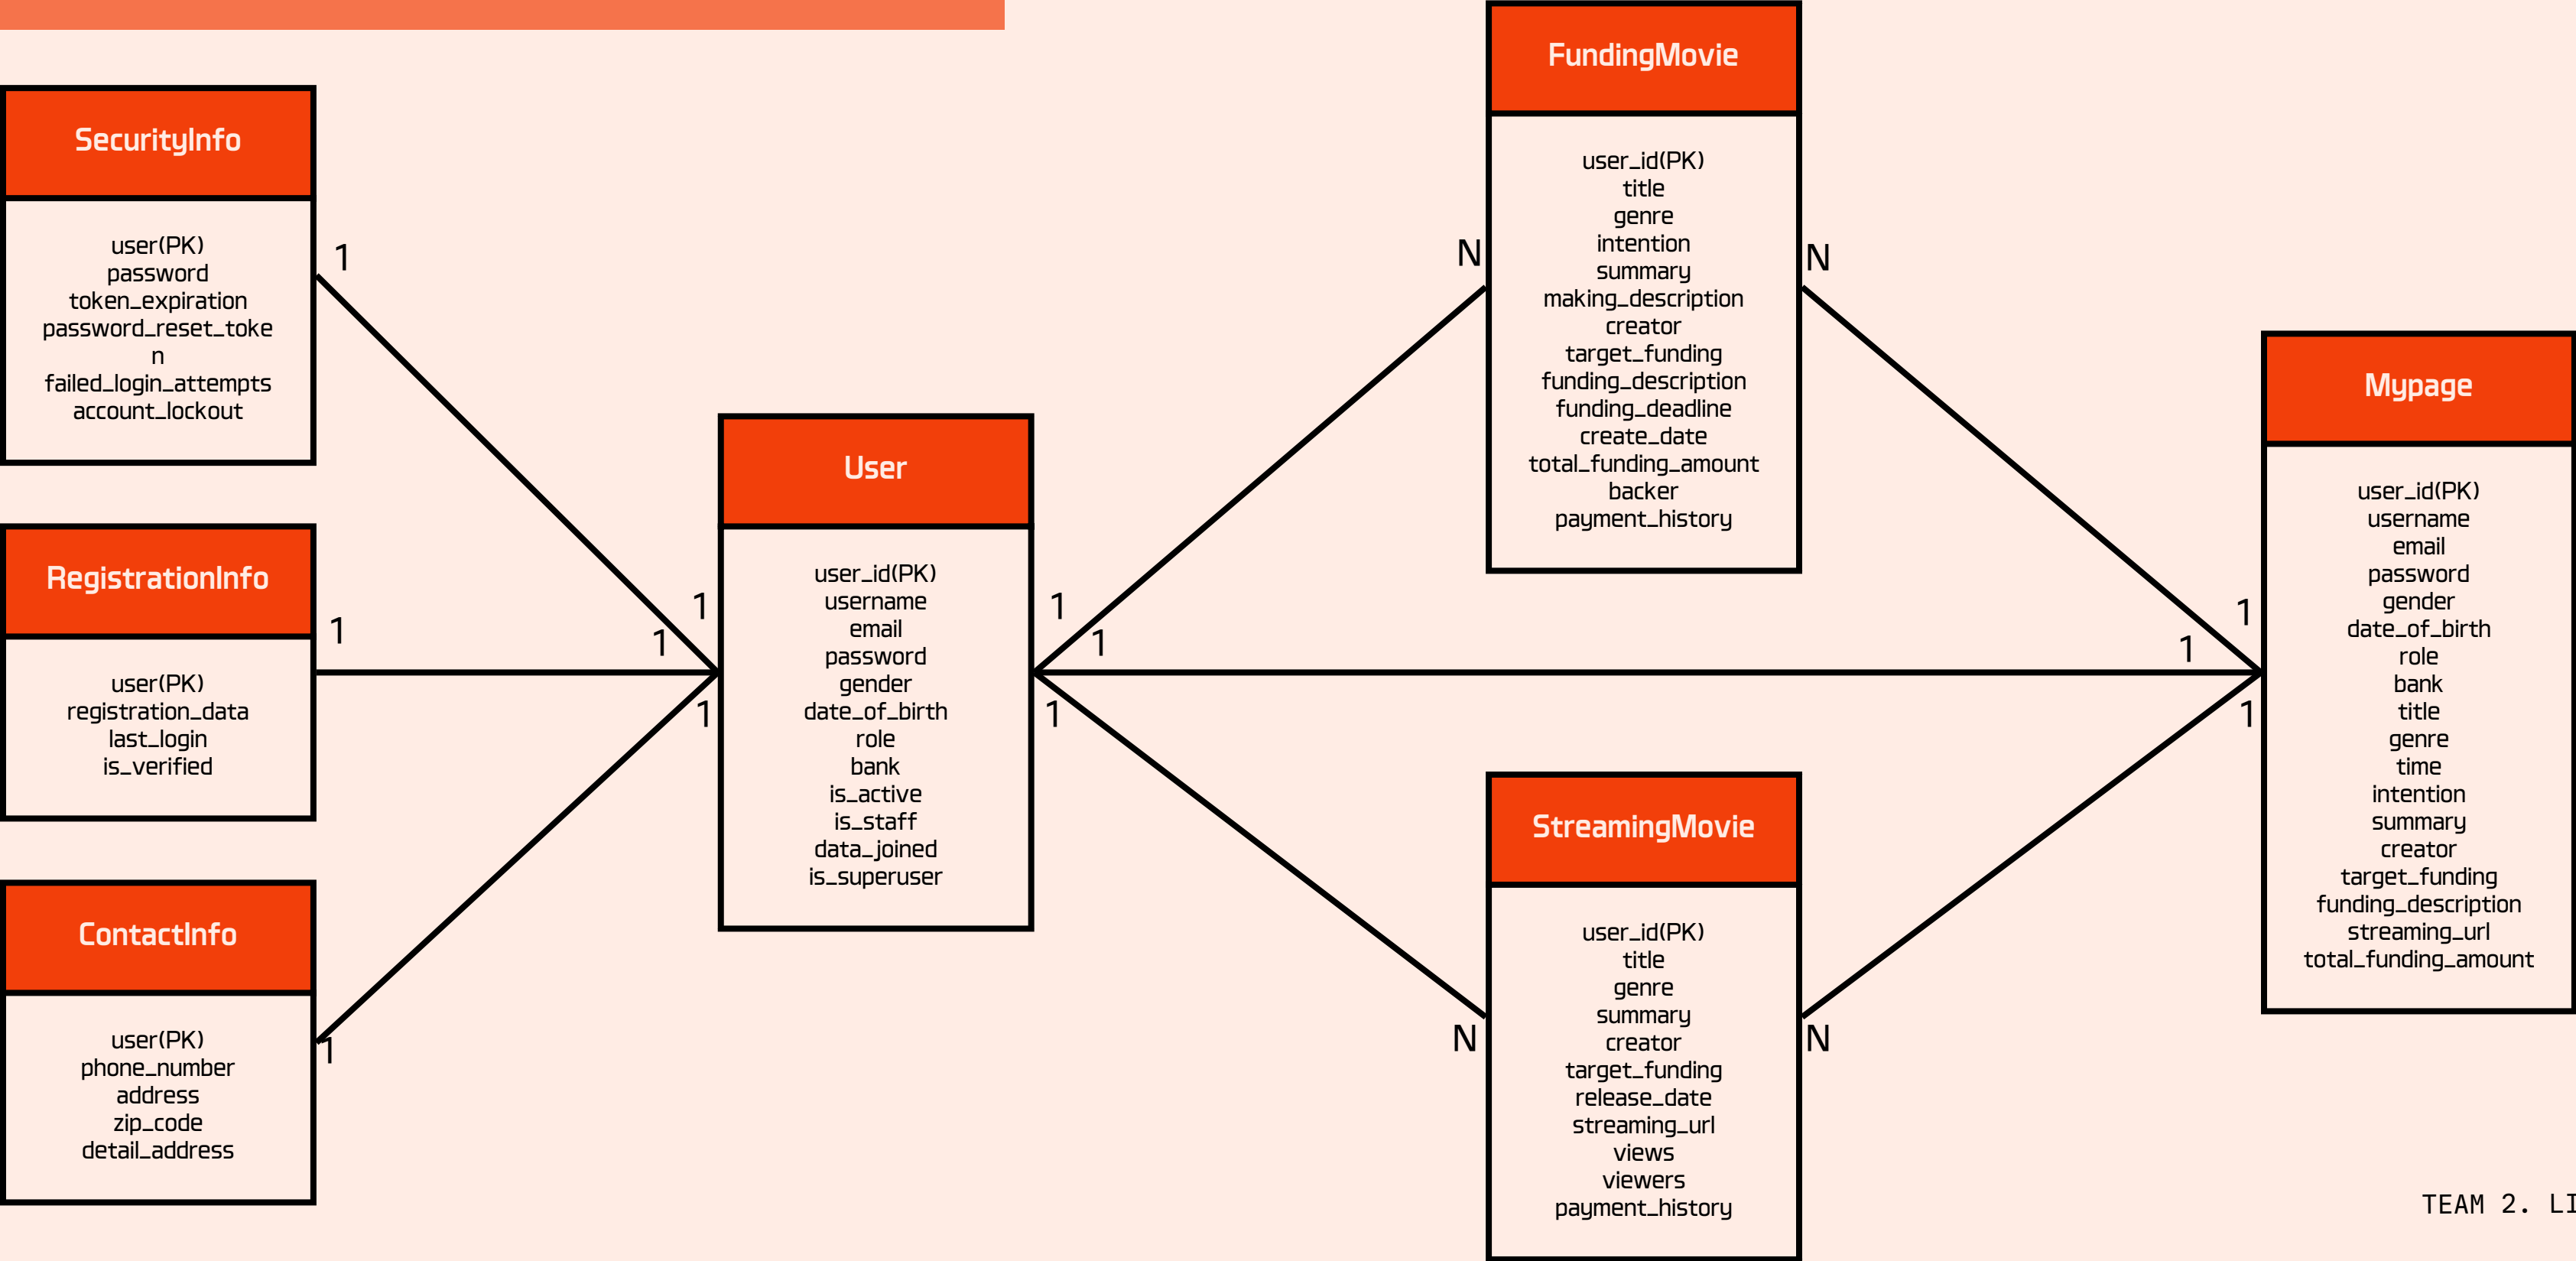 SecurityInfo
user(PK)
password
token_expiration
password_reset_toke
n
failed_login_attempts
account_lockout
1
RegistrationInfo
user(PK)
registration_data
last_login
is_verified
1
ContactInfo
user(PK)
phone_number
address
zip_code
detail_address
1
1
1
1
User
user_id(PK)
username
email
password
gender
date_of_birth
role
bank
is_active
is_staff
data_joined
is_superuser
1
1
1
N
FundingMovie
user_id(PK)
title
genre
intention
summary
making_description
creator
target_funding
funding_description
funding_deadline
create_date
total_funding_amount
backer
payment_history
N
N
StreamingMovie
user_id(PK)
title
genre
summary
creator
target_funding
release_date
streaming_url
views
viewers
payment_history
N
1
1
1
Mypage
user_id(PK)
username
email
password
gender
date_of_birth
role
bank
title
genre
time
intention
summary
creator
target_funding
funding_description
streaming_url
total_funding_amount
TEAM 2. LI